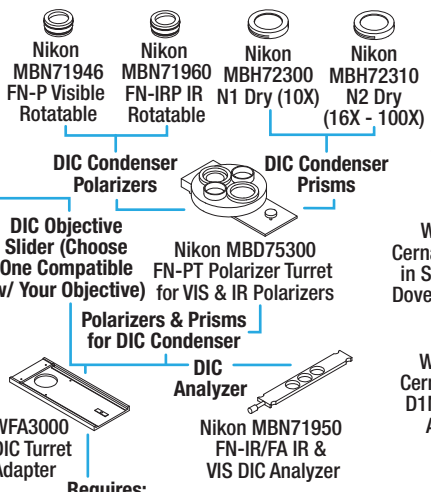 Nikon
MBN71946
FN-P Visible
Rotatable
Nikon
MBN71960
FN-IRP IR
Rotatable
Nikon
MBH72300
N1 Dry (10X)
Nikon
MBH72310
N2 Dry
(16X - 100X)
DIC Condenser
Polarizers
DIC Condenser
Prisms
DIC Objective
Slider (Choose
One Compatible
w/ Your Objective)
Nikon MBD75300
FN-PT Polarizer Turret
for VIS & IR Polarizers
Polarizers & Prisms
for DIC Condenser
DIC
Analyzer
WFA3000
DIC Turret
Adapter
Nikon MBN71950
FN-IR/FA IR &
VIS DIC Analyzer
Requires:
in S
Dove
D1N